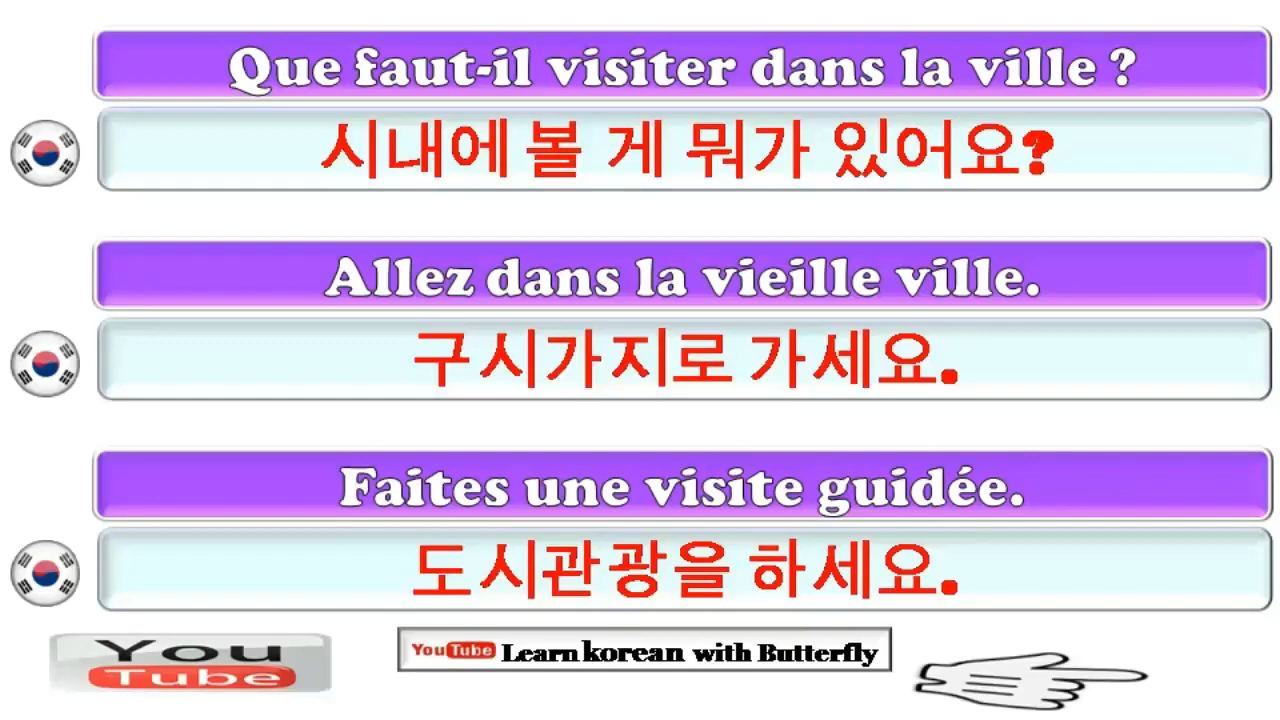 Que faut-il visiter dans la ville ?
시내에 볼 게 뭐가 있어요?
Allez dans la vieille ville.
구시가지로 가세요.
Faites une visite guidée.
도시관광을 하세요.
You
Tube
YouTube Learn korean with Butterfly